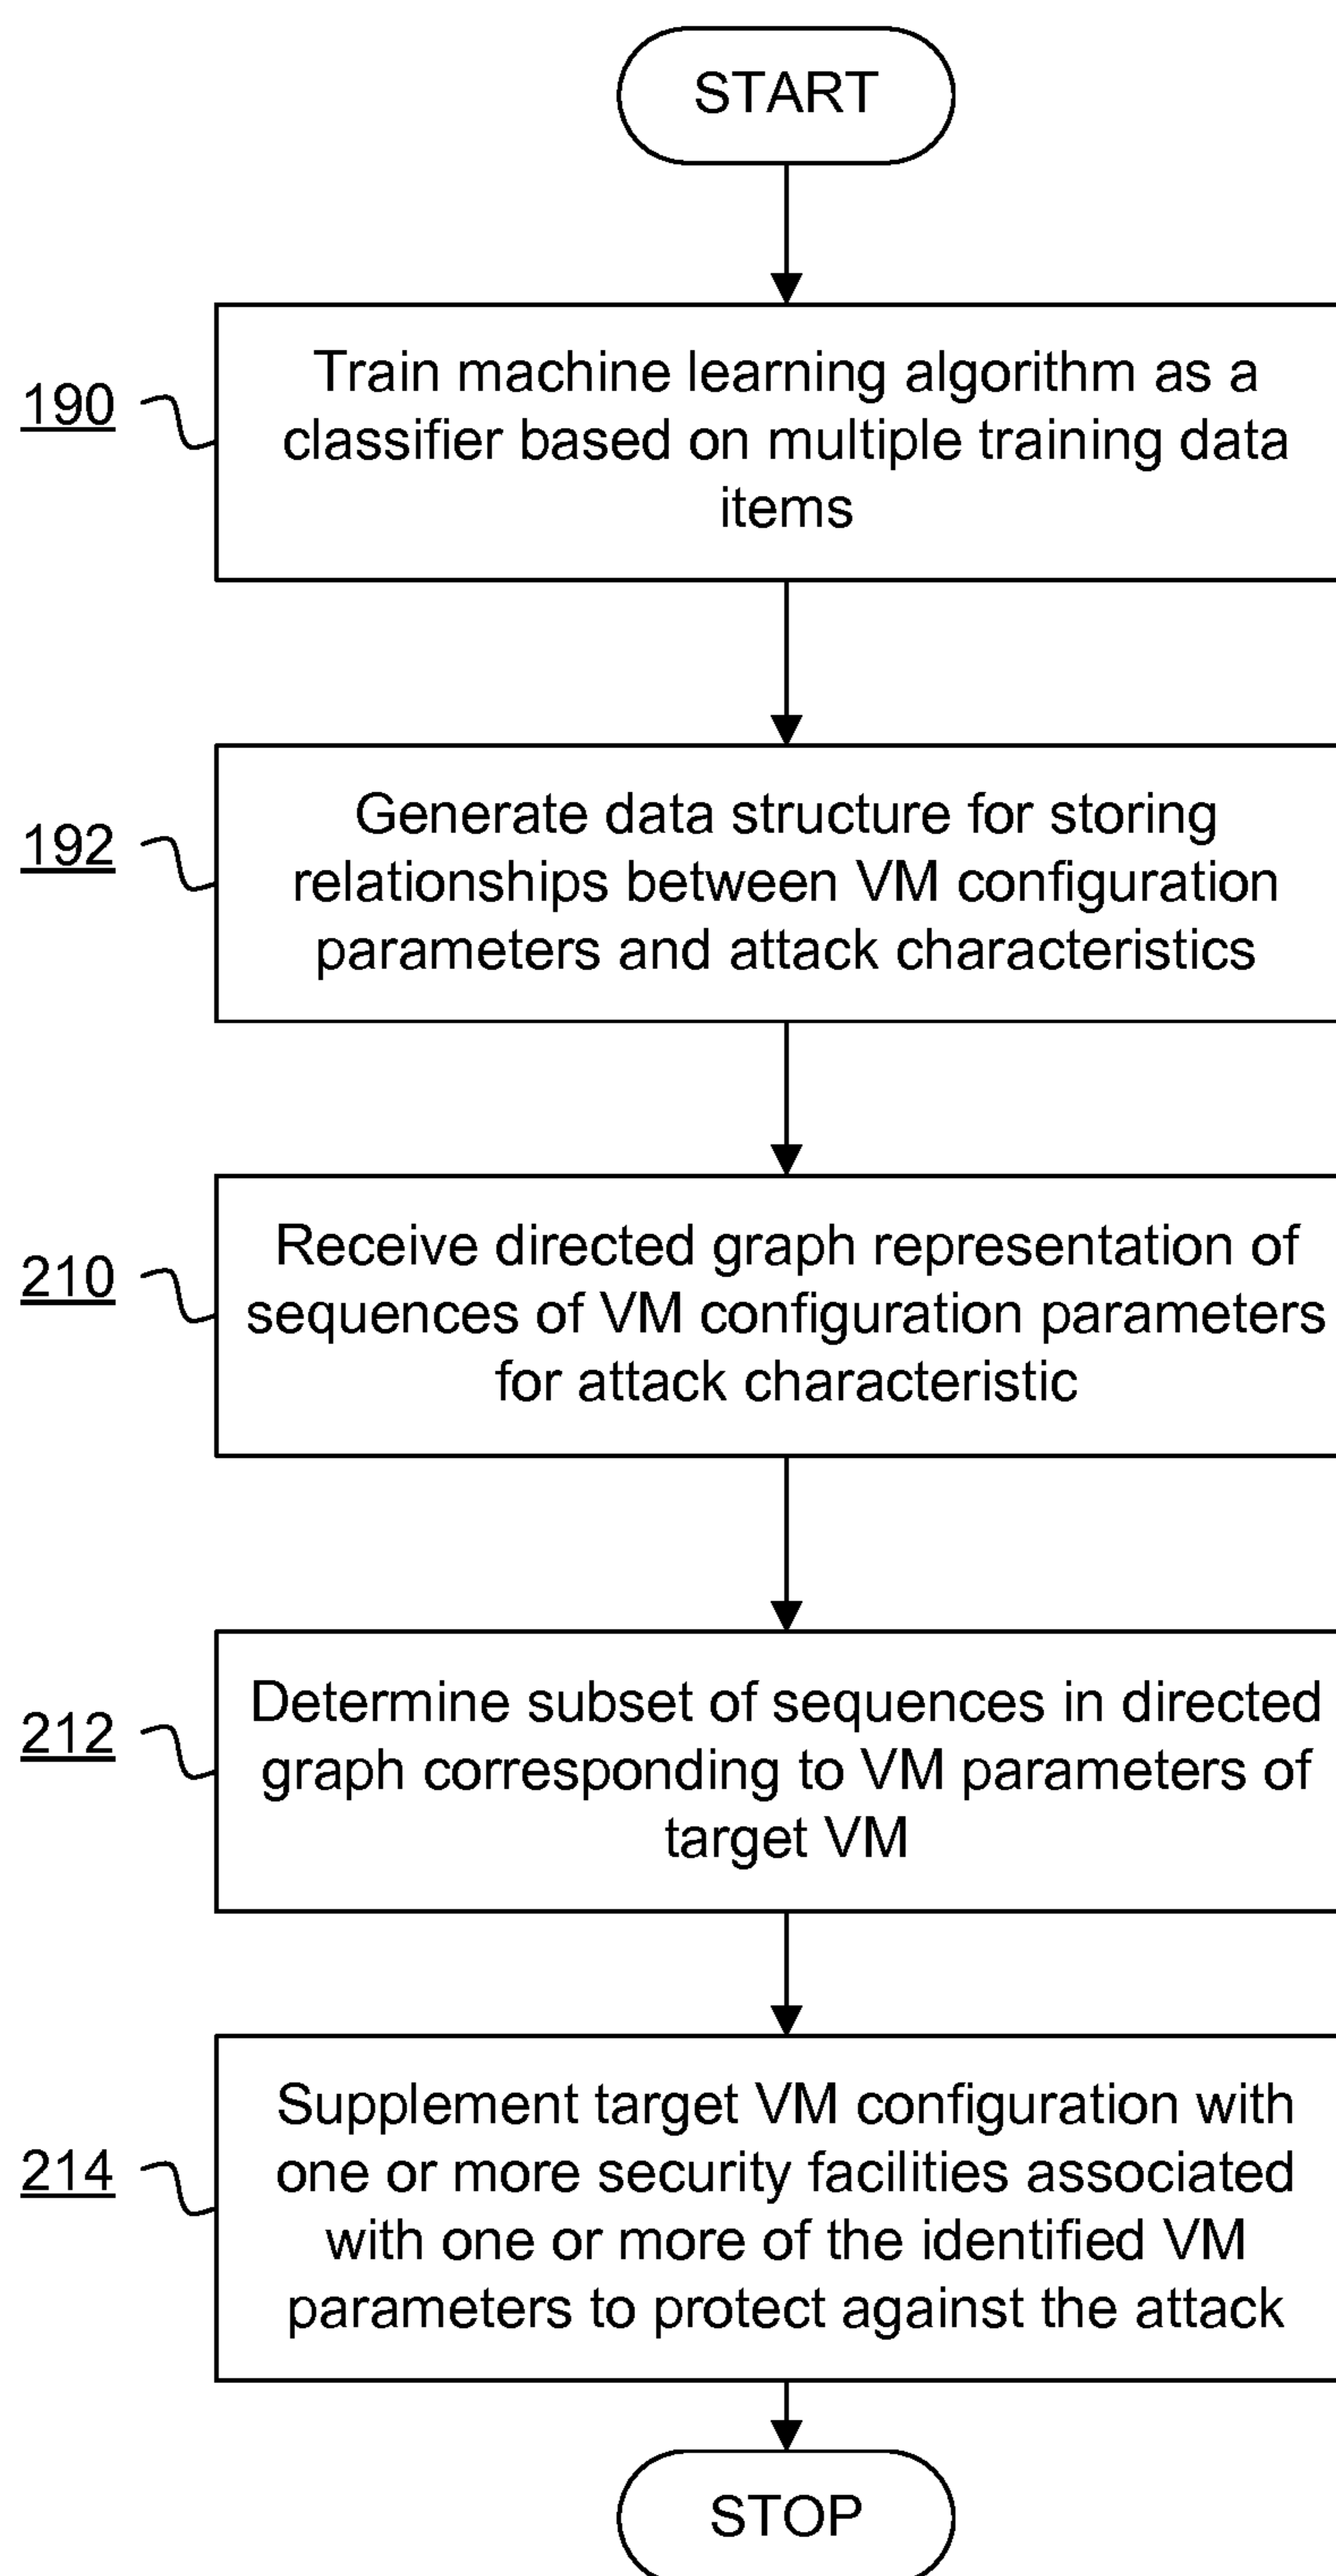 START
190
Train machine learning algorithm as a
classifier based on multiple training data
items
192
Generate data structure for storing
relationships between VM configuration
parameters and attack characteristics
210
Receive directed graph representation of
sequences of VM configuration parameters
for attack characteristic
212
Determine subset of sequences in directed
graph corresponding to VM parameters of
target VM
214
Supplement target VM configuration with
one or more security facilities associated
with one or more of the identified VM
parameters to protect against the attack
STOP